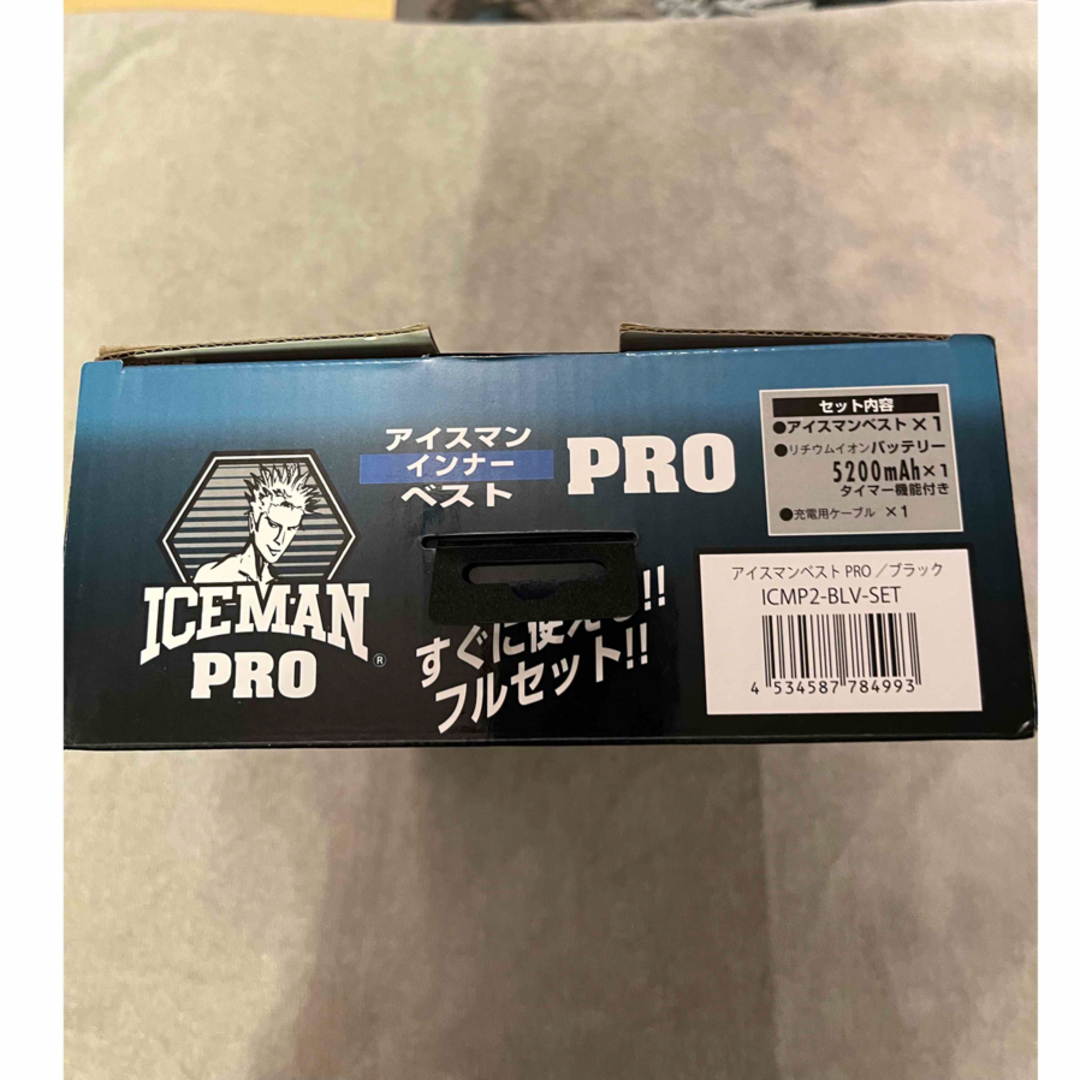 アイスマン
インナー
ベスト
PRO
ICEMAN
PRO
®
すぐに使え !!
フルセット!!
セット内容
●アイスマンベスト×1
●リチウムイオンバッテリー
5200mAh×1
タイマー機能付き
●充電用ケーブル ×1
アイスマンベスト PRO／ブラック
ICMP2-BLV-SET
4 534587 784993